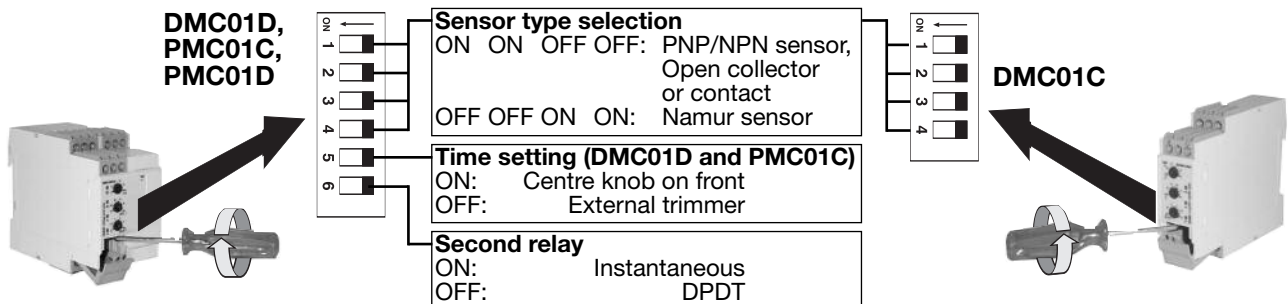 DMC01D,
PMC01C,
PMC01D
ON
1
2
3
4
5
6
Sensor type selection
ON ON OFF OFF: PNP/NPN sensor,
Open collector
or contact
OFF OFF ON ON: Namur sensor
Time setting (DMC01D and PMC01C)
ON: Centre knob on front
OFF: External trimmer
Second relay
ON: Instantaneous
OFF: DPDT
ON
1
2
3
4
DMC01C